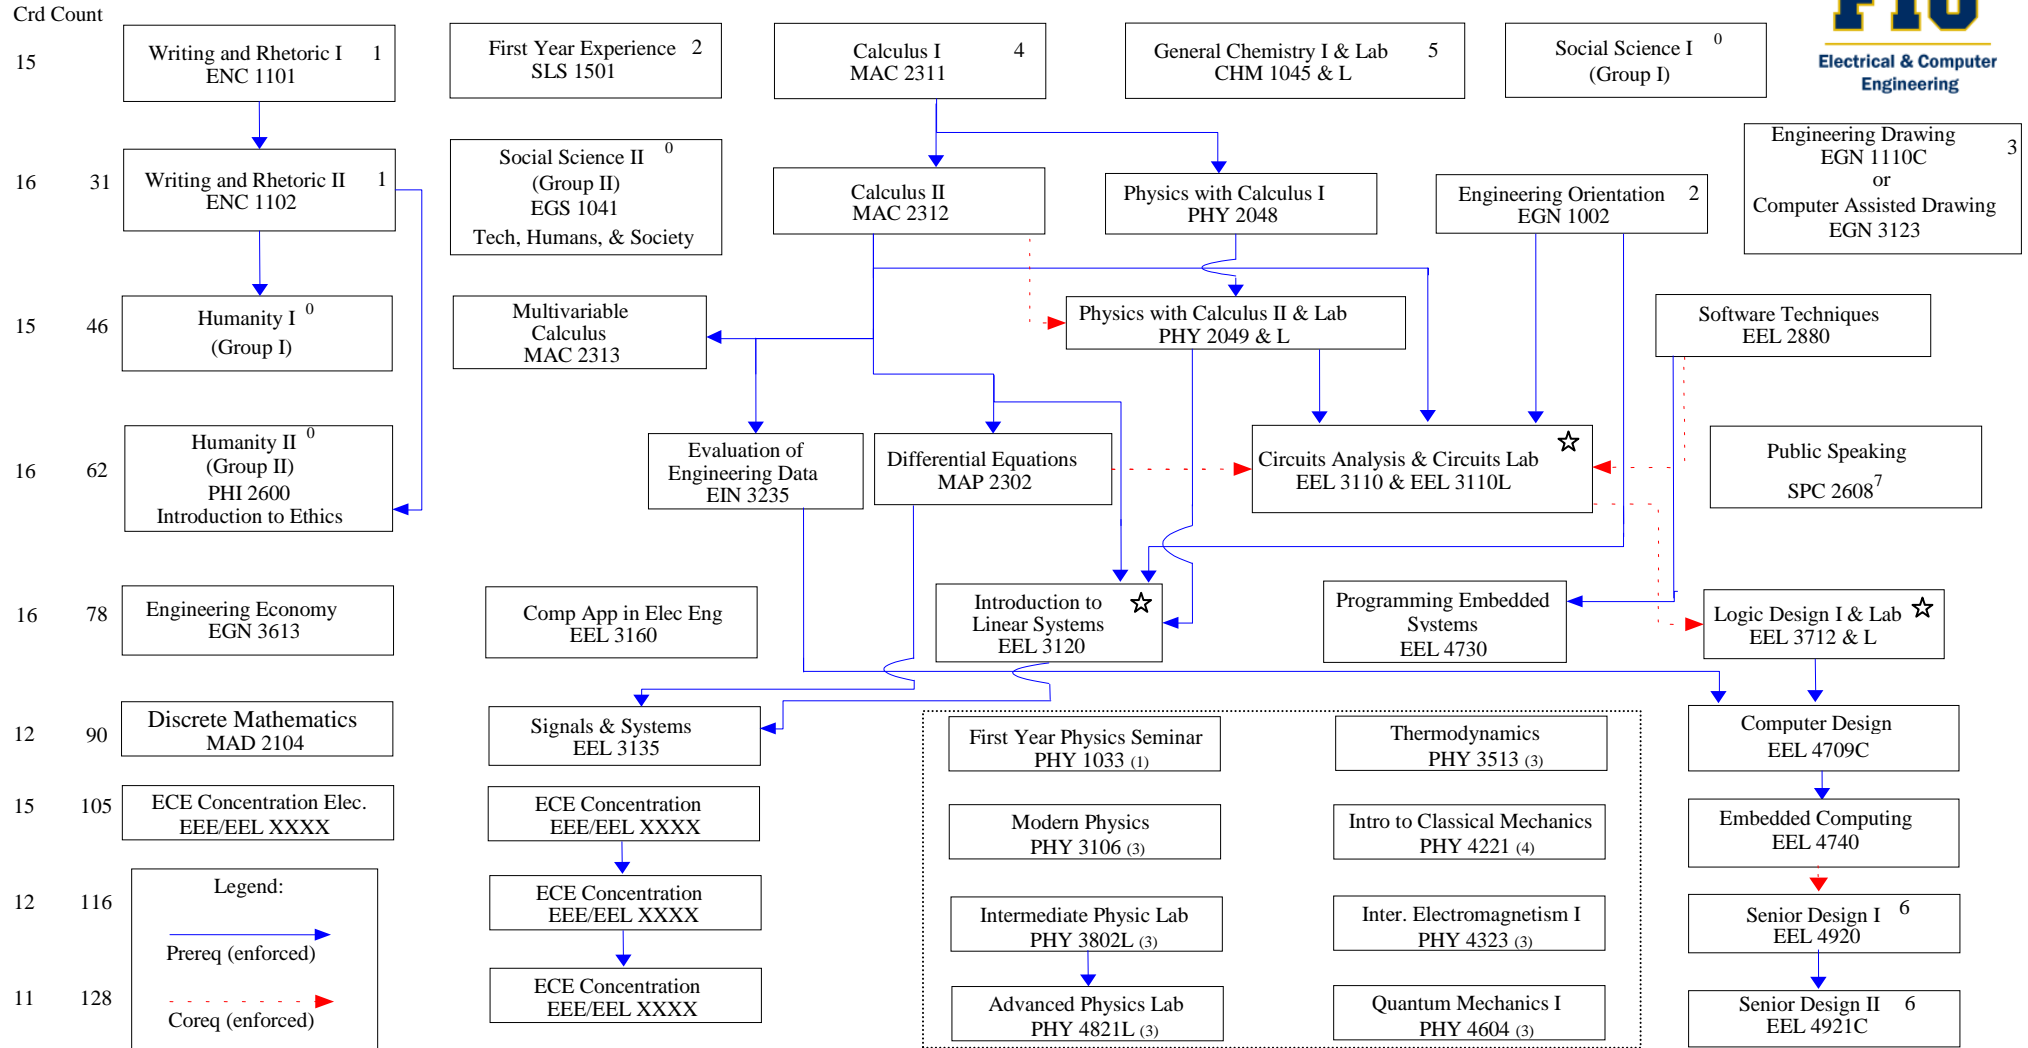 Crd Count
FIU
Electrical & Computer
Engineering
15
Writing and Rhetoric I 1
ENC 1101
First Year Experience 2
SLS 1501
Calculus I 4
MAC 2311
General Chemistry I & Lab 5
CHM 1045 & L
Social Science I 0
(Group I)
16 31
Writing and Rhetoric II 1
ENC 1102
Social Science II 0
(Group II)
EGS 1041
Tech, Humans, & Society
Calculus II
MAC 2312
Physics with Calculus I
PHY 2048
Engineering Orientation 2
EGN 1002
Engineering Drawing
EGN 1110C 3
or
Computer Assisted Drawing
EGN 3123
15 46
Humanity I 0
(Group I)
Multivariable
Calculus
MAC 2313
Physics with Calculus II & Lab
PHY 2049 & L
Software Techniques
EEL 2880
16 62
Humanity II 0
(Group II)
PHI 2600
Introduction to Ethics
Evaluation of
Engineering Data
EIN 3235
Differential Equations
MAP 2302
Circuits Analysis & Circuits Lab
EEL 3110 & EEL 3110L
Public Speaking
SPC 2608 7
16 78
Engineering Economy
EGN 3613
Comp App in Elec Eng
EEL 3160
Introduction to
Linear Systems
EEL 3120
Programming Embedded
Systems
EEL 4730
Logic Design I & Lab
EEL 3712 & L
12 90
Discrete Mathematics
MAD 2104
Signals & Systems
EEL 3135
First Year Physics Seminar
PHY 1033 (1)
Thermodynamics
PHY 3513 (3)
Computer Design
EEL 4709C
15 105
ECE Concentration Elec.
EEE/EEL XXXX
ECE Concentration
EEE/EEL XXXX
Modern Physics
PHY 3106 (3)
Intro to Classical Mechanics
PHY 4221 (4)
Embedded Computing
EEL 4740
12 116
Legend:
Prereq (enforced)
Coreq (enforced)
ECE Concentration
EEE/EEL XXXX
Intermediate Physic Lab
PHY 3802L (3)
Inter. Electromagnetism I
PHY 4323 (3)
Senior Design I 6
EEL 4920
11 128
ECE Concentration
EEE/EEL XXXX
Advanced Physics Lab
PHY 4821L (3)
Quantum Mechanics I
PHY 4604 (3)
Senior Design II 6
EEL 4921C